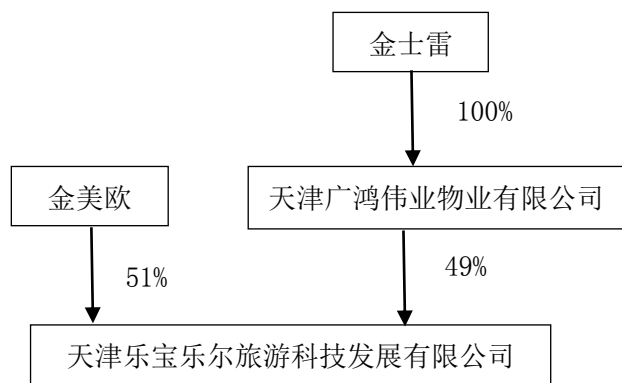 金士雷
100%
金美欧
天津广鸿伟业物业有限公司
51%
49%
天津乐宝乐尔旅游科技发展有限公司